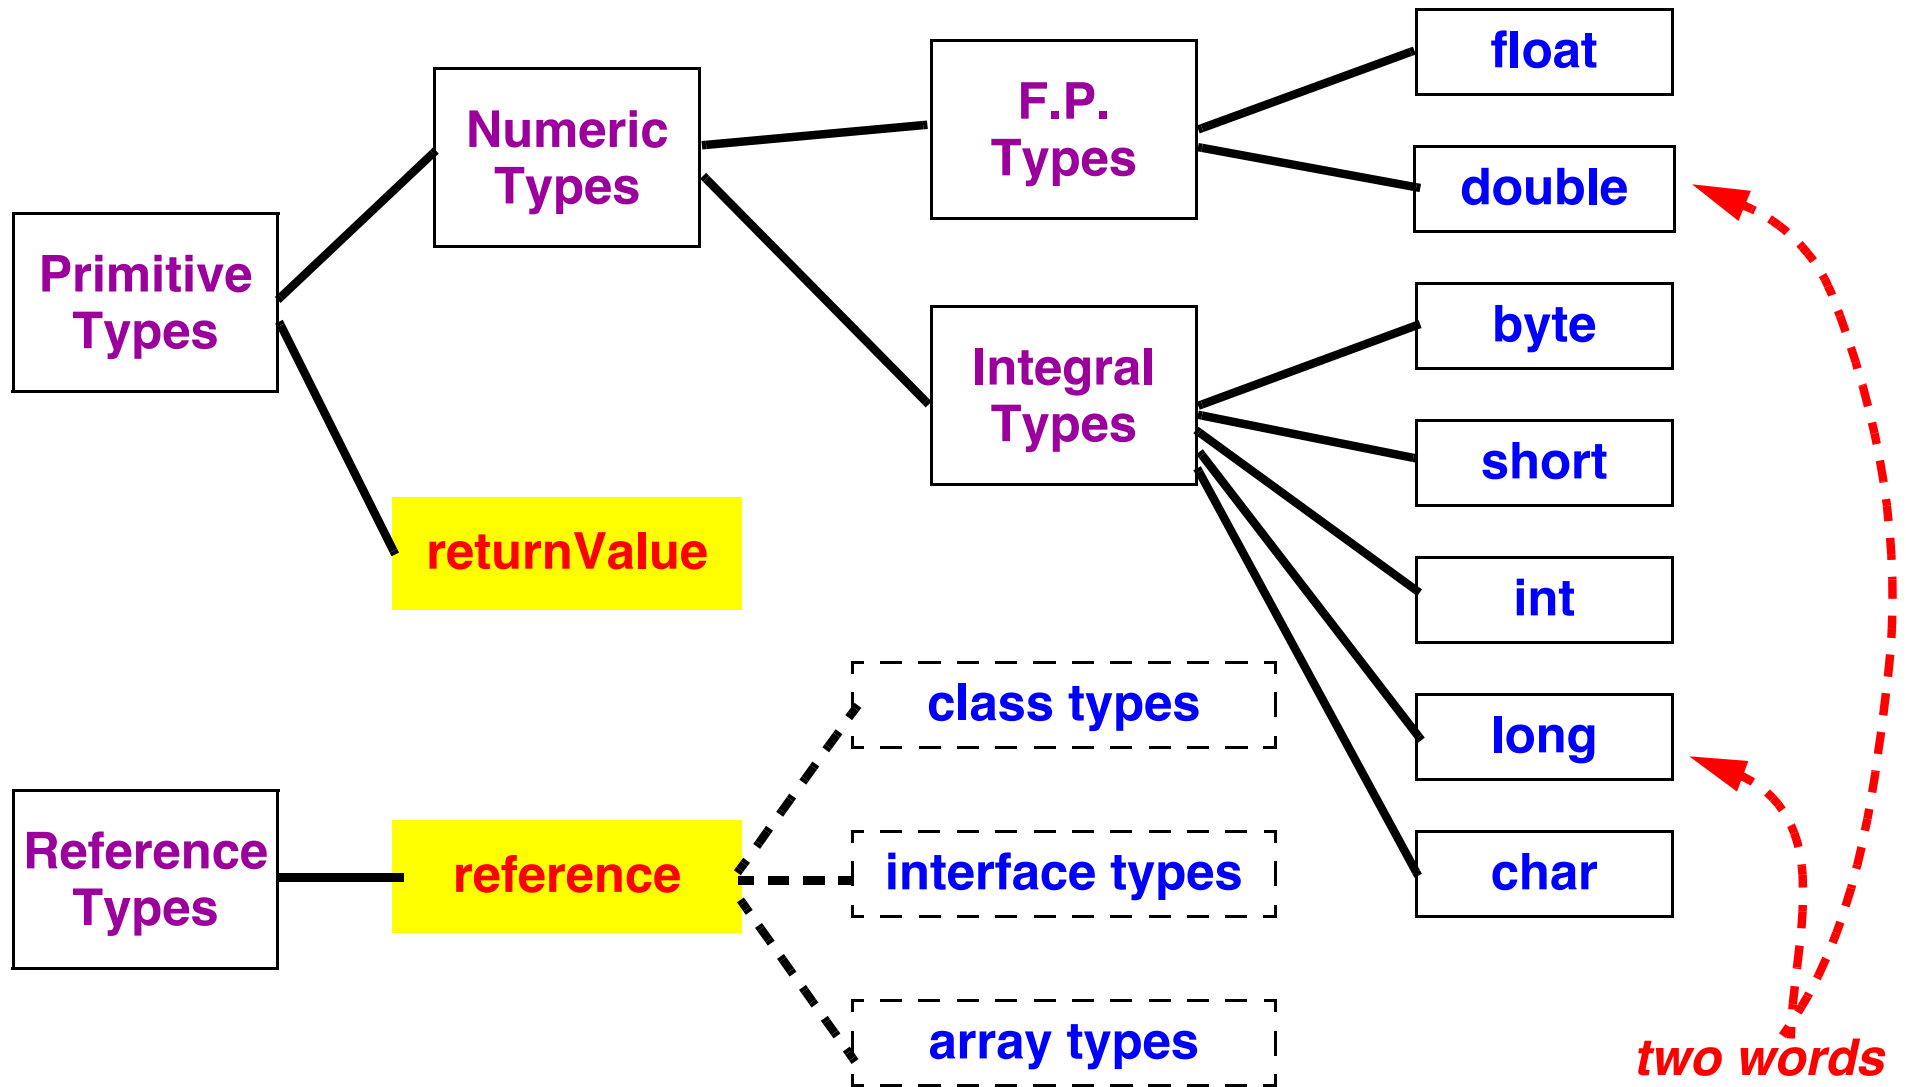 Primitive
Types
Numeric
Types
F.P.
Types
float
double
Integral
Types
byte
short
int
long
char
returnValue
Reference
Types
reference
class types
interface types
array types
two words